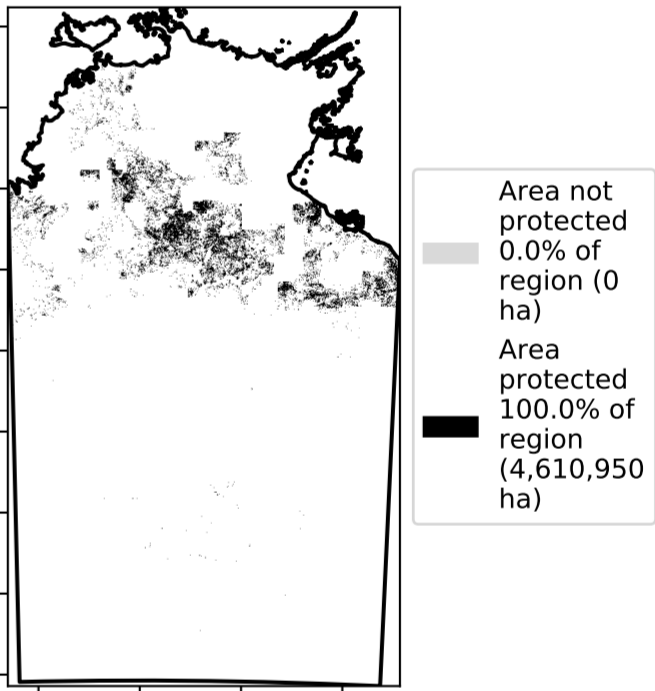 Area not
protected
0.0% of
region (0
ha)
Area
protected
100.0% of
region
(4,610,950
ha)